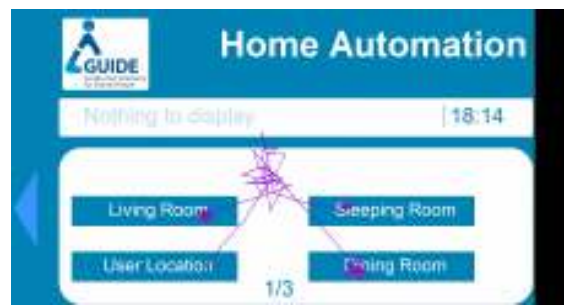 GUIDE
Home Automation
Nothing to display
18:14
Living Room
Sleeping Room
User Location
Dining Room
1/3